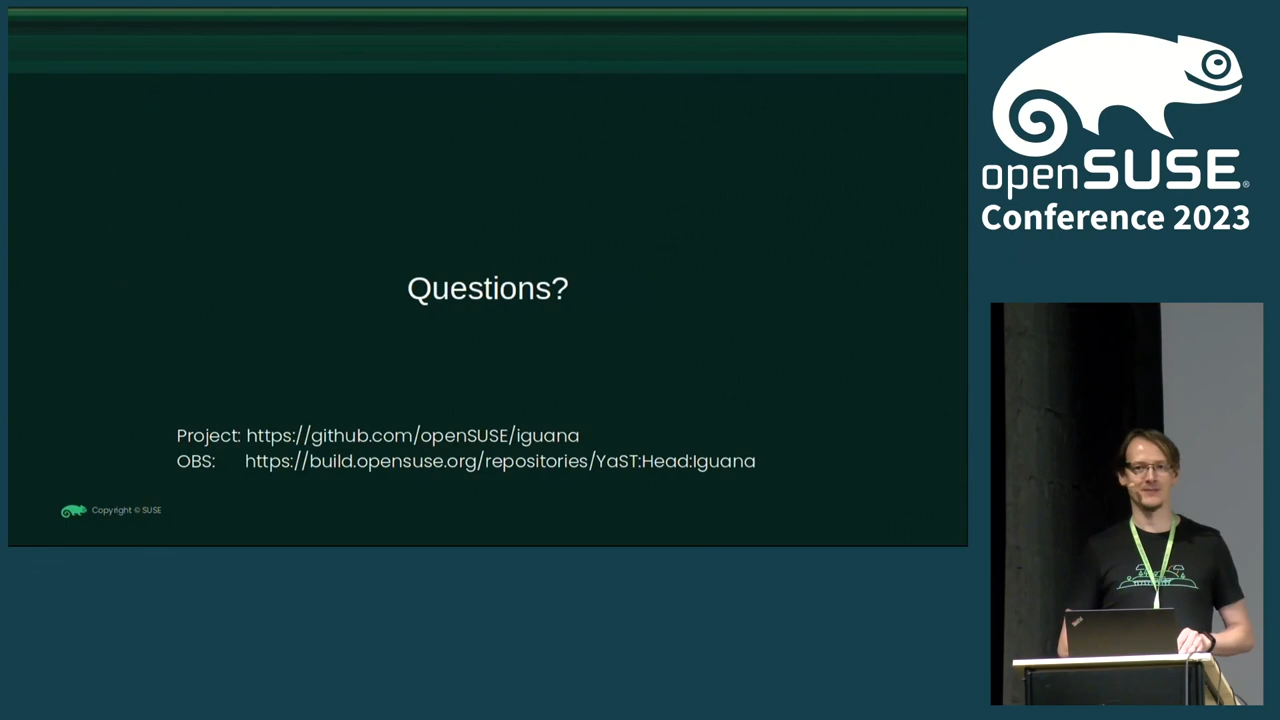 Questions?
Project: https://github.com/openSUSE/iguana
OBS: https://build.opensuse.org/repositories/YaST:Head:Iguana
Copyright © SUSE
openSUSE®
Conference 2023